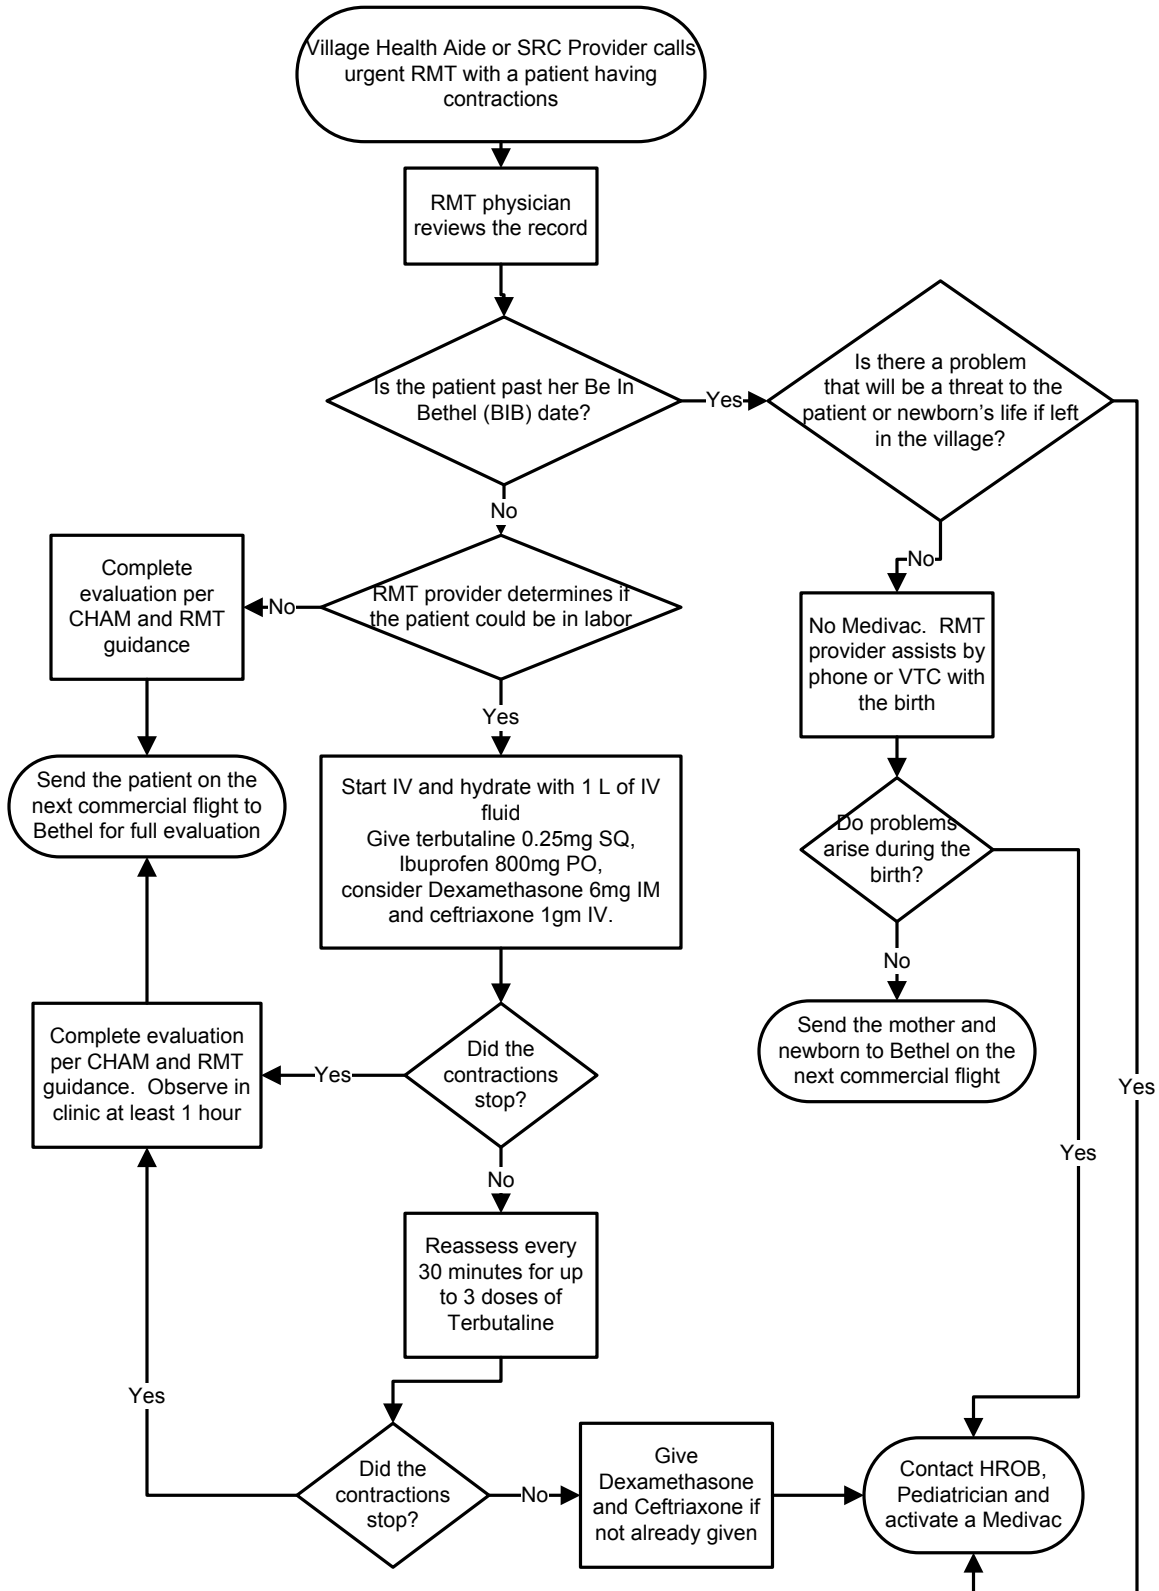 Village Health Aide or SRC Provider calls
urgent RMT with a patient having
contractions
RMT physician
reviews the record
Is the patient past her Be In
Bethel (BIB) date?
Yes
Is there a problem
that will be a threat to the
patient or newborn's life if left
in the village?
No
No
Complete
evaluation per
CHAM and RMT
guidance
No
RMT provider determines if
the patient could be in labor
No Medivac.  RMT
provider assists by
phone or VTC with
the birth
Yes
Send the patient on the
next commercial flight to
Bethel for full evaluation
Start IV and hydrate with 1 L of IV
fluid
Give terbutaline 0.25mg SQ,
Ibuprofen 800mg PO,
consider Dexamethasone 6mg IM
and ceftriaxone 1gm IV.
Do problems
arise during the
birth?
No
Complete evaluation
per CHAM and RMT
guidance.  Observe in
clinic at least 1 hour
Yes
Did the
contractions
stop?
Send the mother and
newborn to Bethel on the
next commercial flight
Yes
Yes
No
Reassess every
30 minutes for up
to 3 doses of
Terbutaline
Yes
Did the
contractions
stop?
No
Give
Dexamethasone
and Ceftriaxone if
not already given
Contact HROB,
Pediatrician and
activate a Medivac